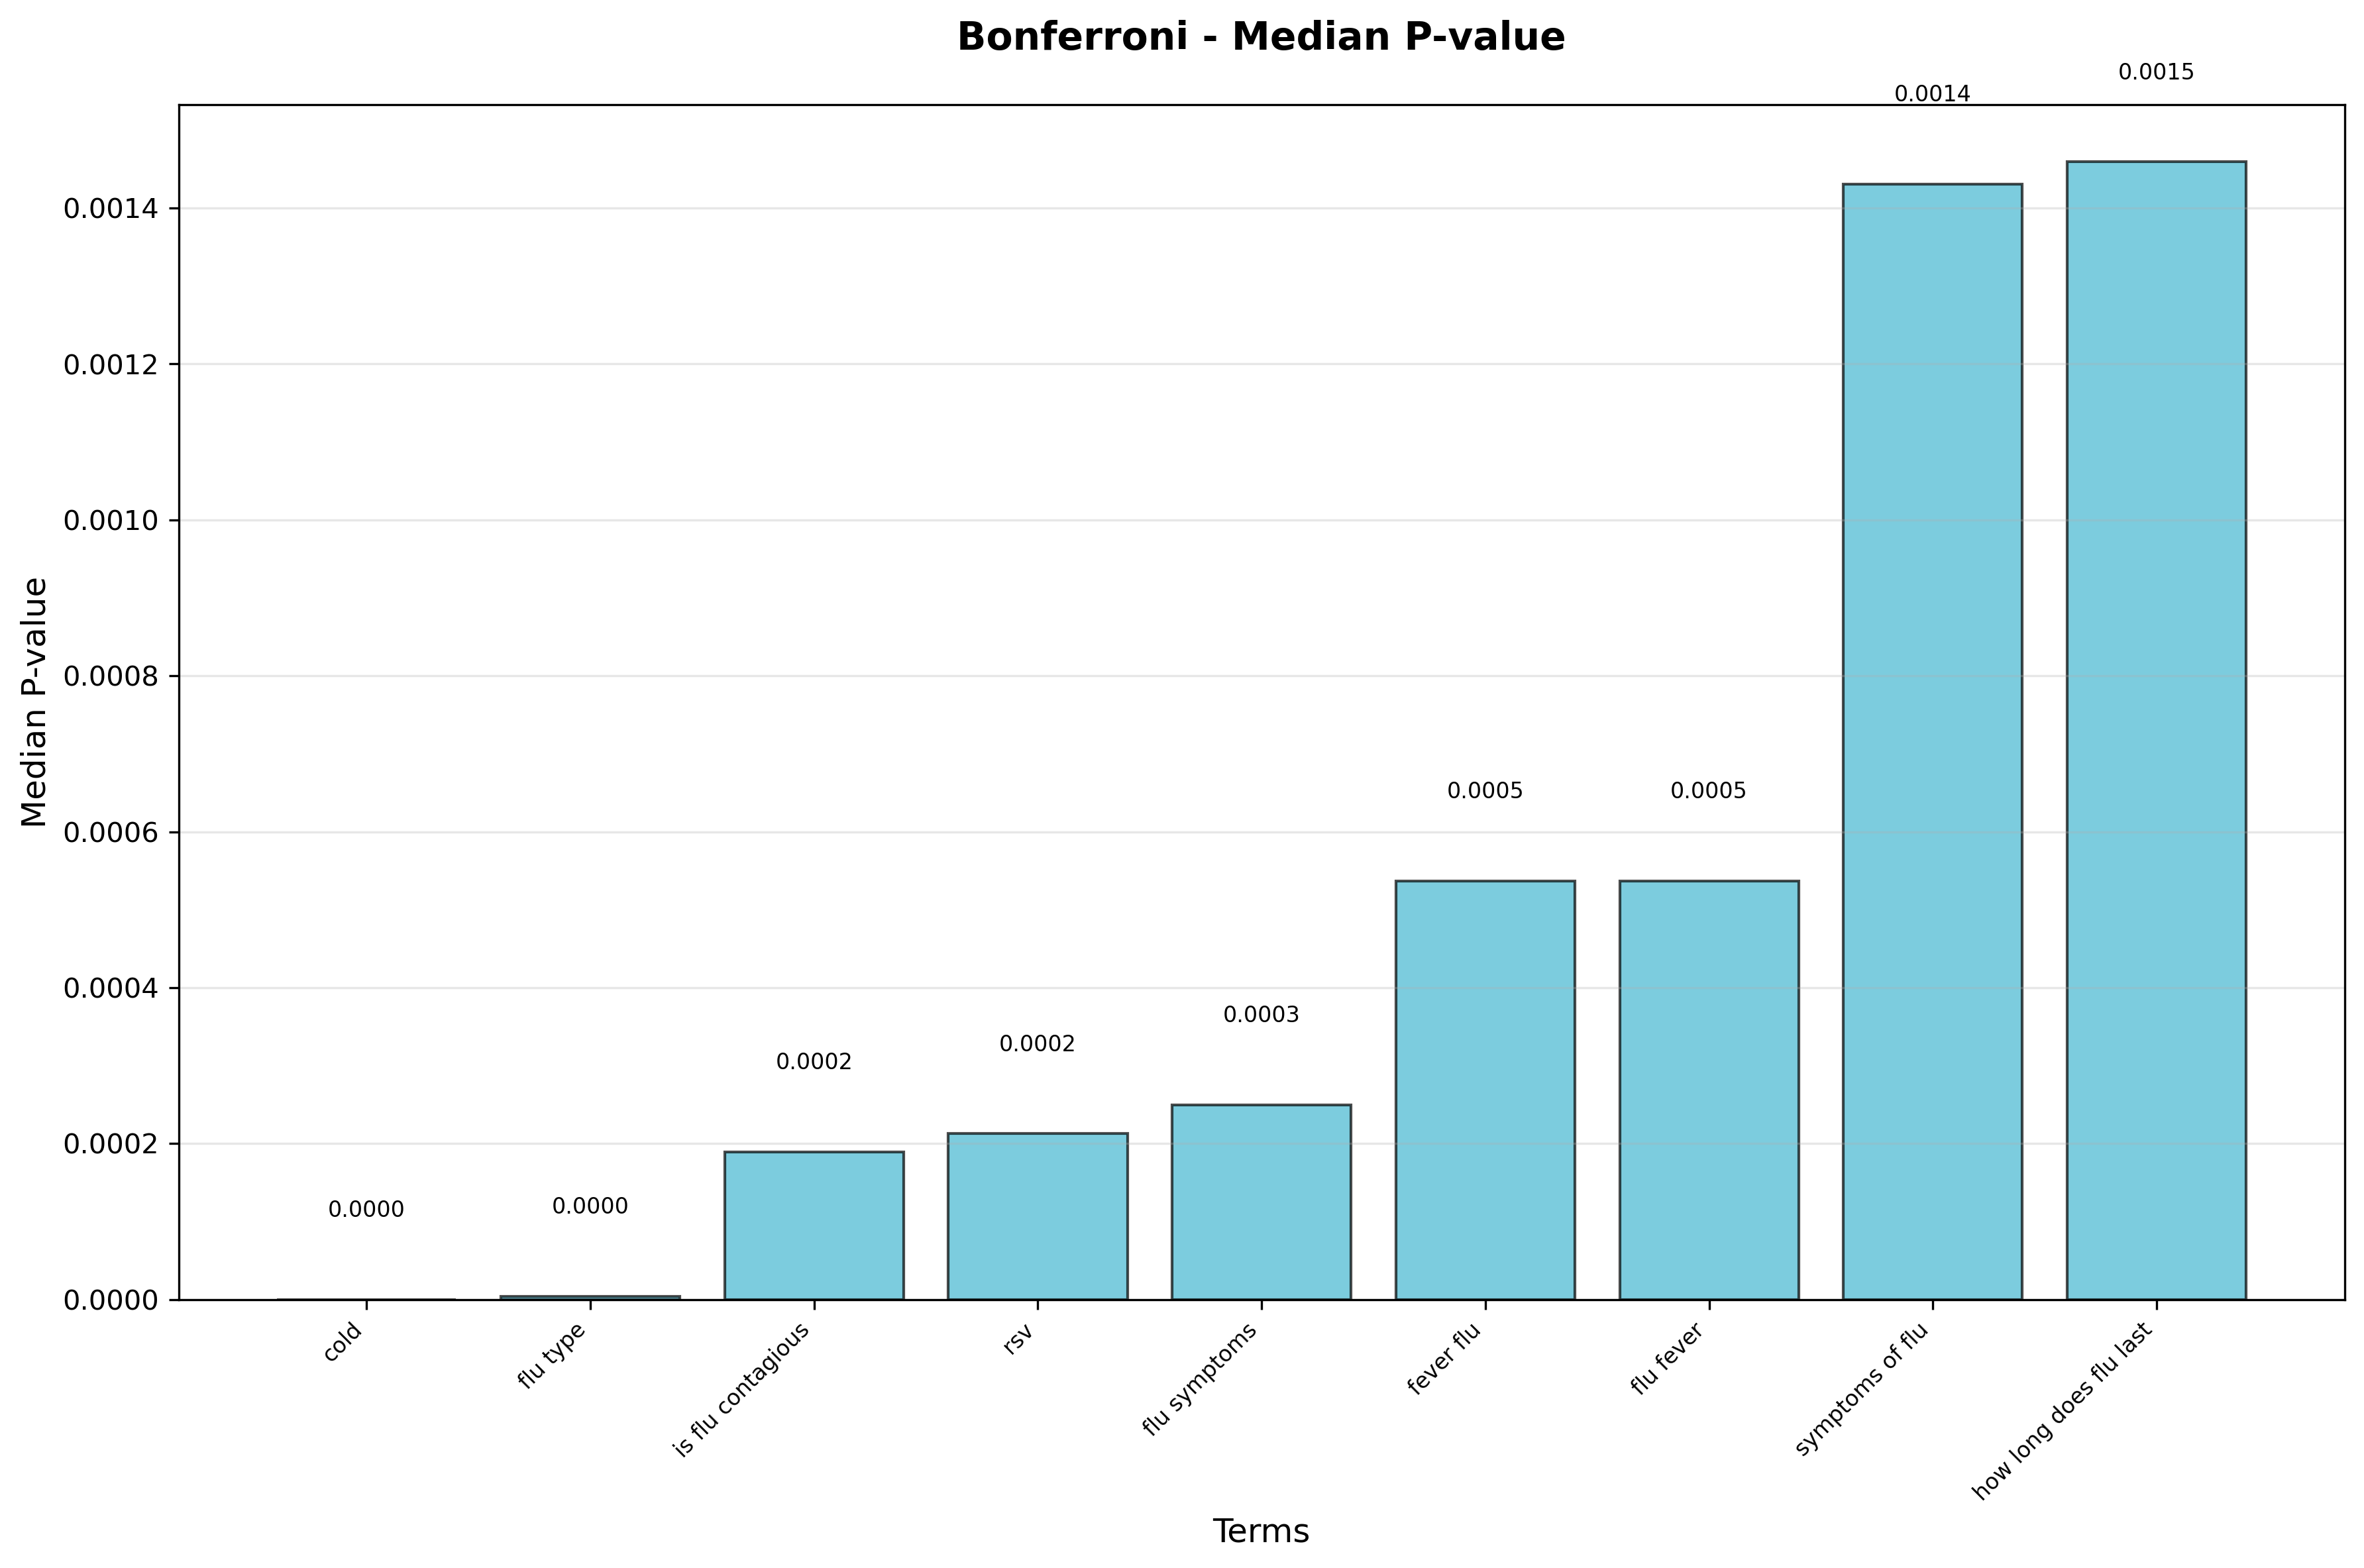 Bonferroni - Median P-value
0.0015
0.0014
0.0014
0.0012
0.0010
0.0008
0.0006
0.0004
0.0002
0.0000
Median P-value
0.0000
0.0000
0.0002
0.0002
0.0003
0.0005
0.0005
cold
flu type
is flu contagious
rsv
flu symptoms
fever flu
flu fever
symptoms of flu
how long does flu last
Terms